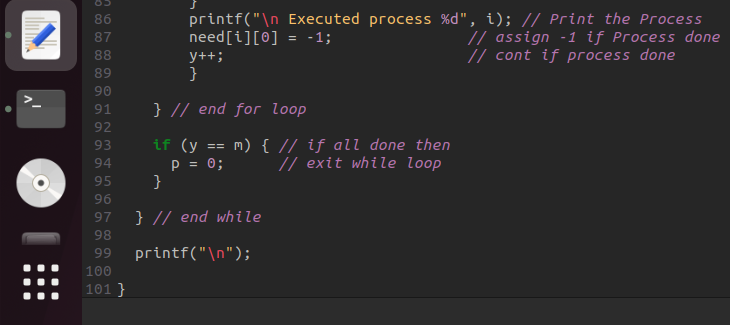 85         }
86         printf("\n Executed process %d", i); // Print the Process
87         need[i][0] = -1;               // assign -1 if Process done
88         y++;                           // cont if process done
89         }
90
91     } // end for loop
92
93     if (y == m) { // if all done then
94       p = 0;      // exit while loop
95     }
96
97   } // end while
98
99   printf("\n");
100
101 }
>_